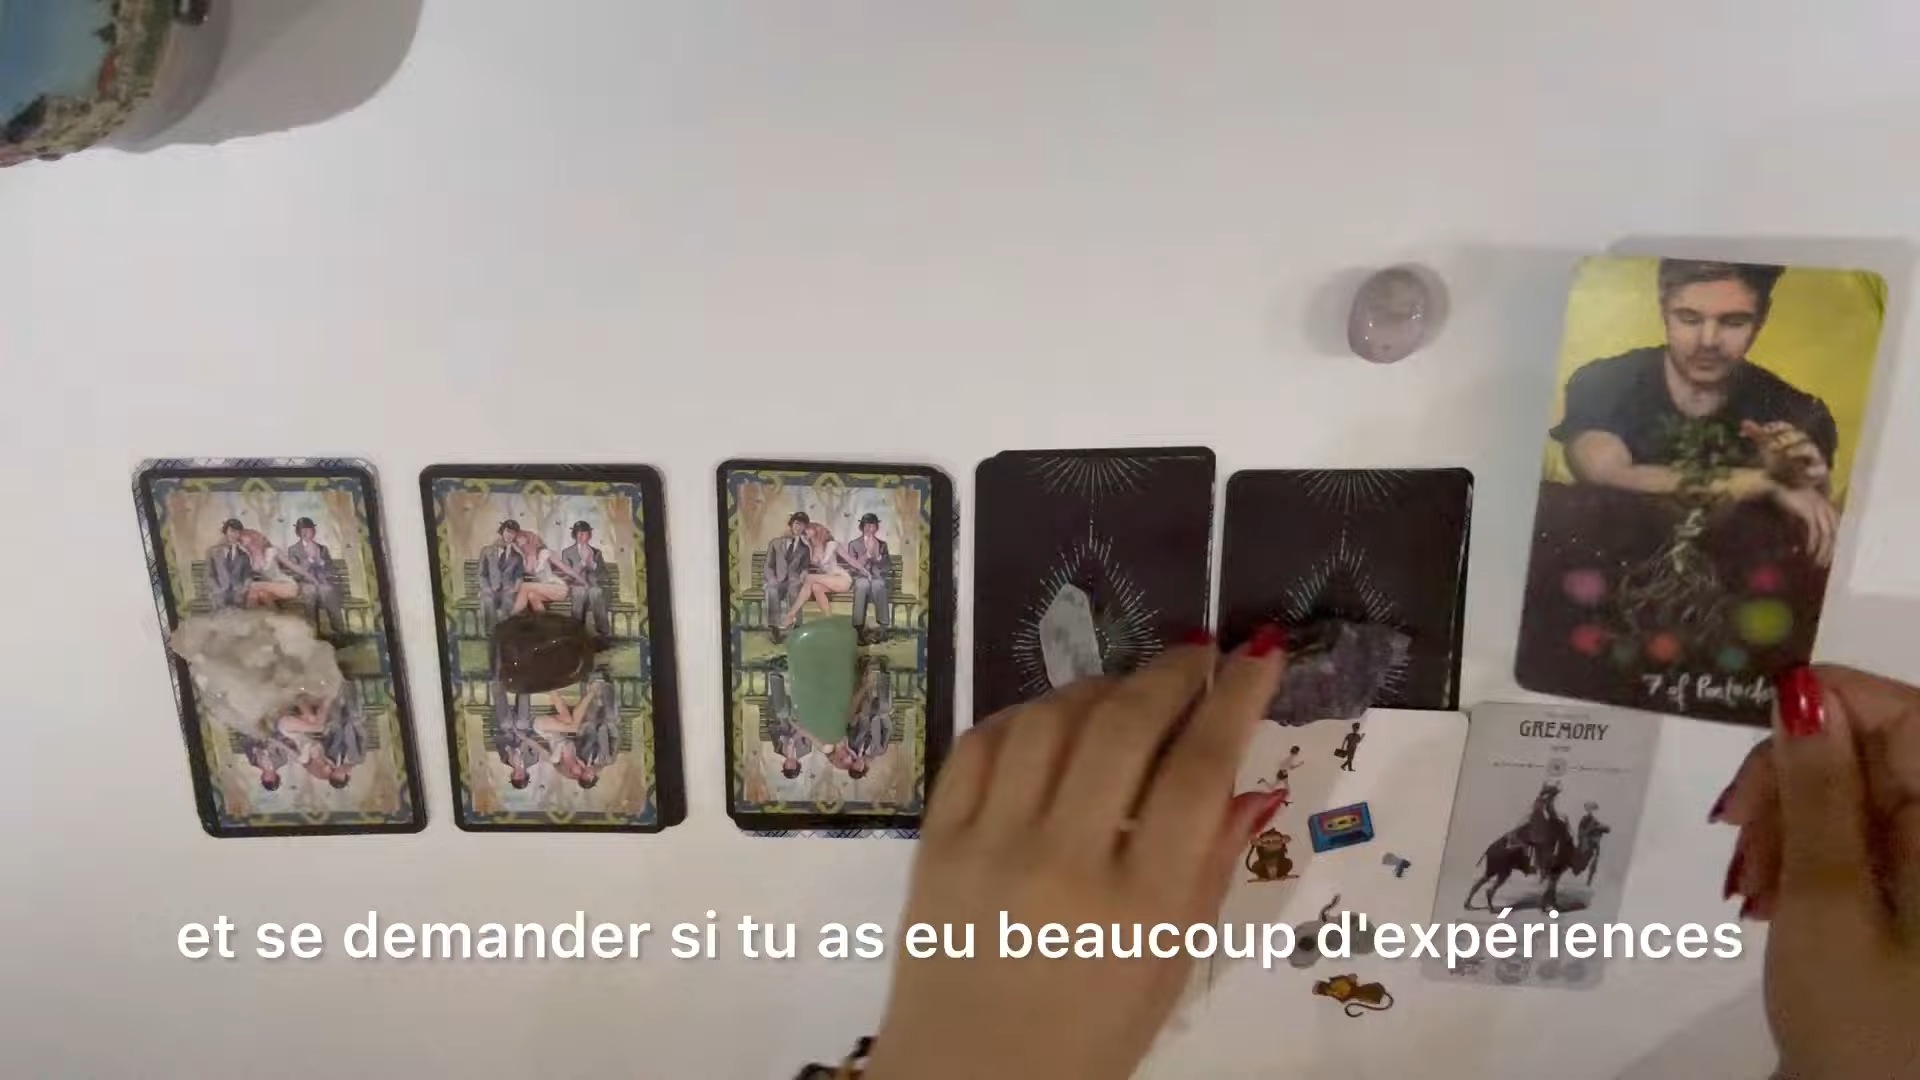 7 of Pentacles
GREMORY
et se demander si tu as eu beaucoup d'expériences